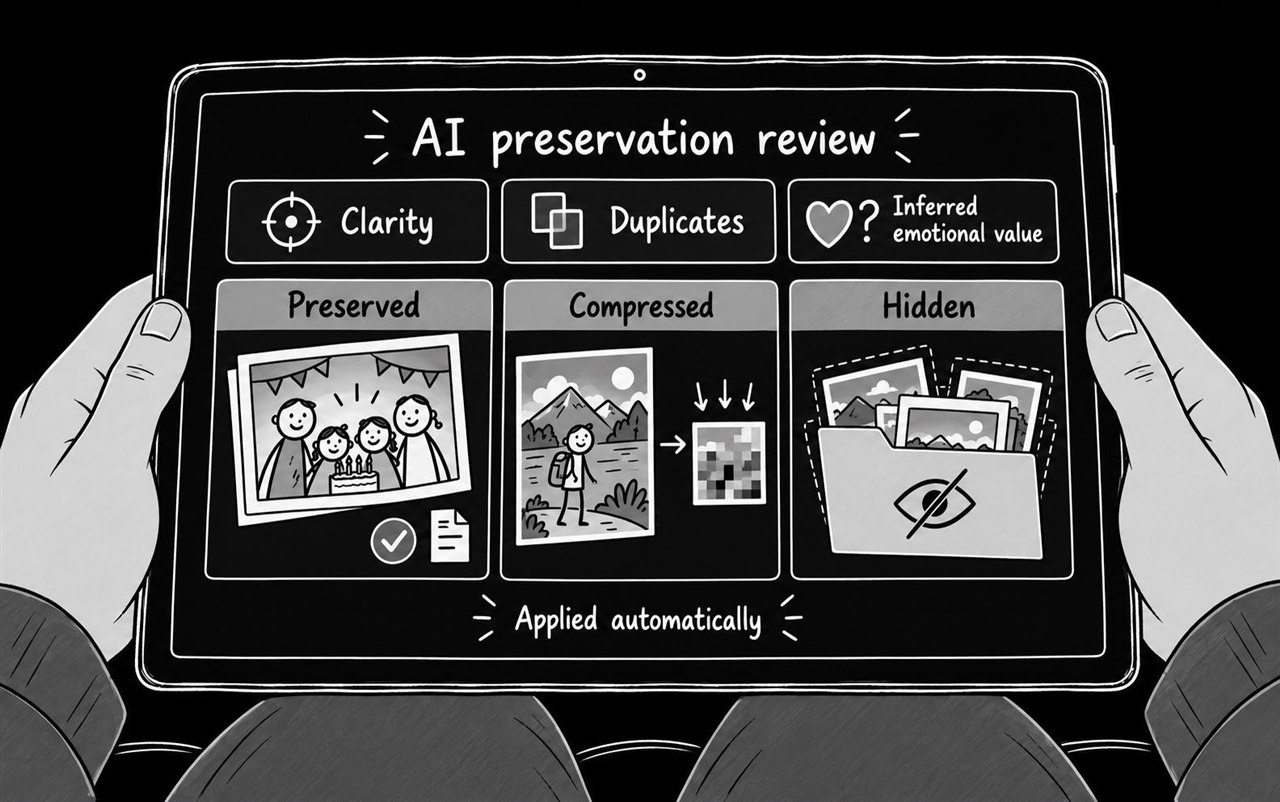 AI preservation review
Clarity
Duplicates
Inferred
emotional value
Preserved
Compressed
Hidden
Applied automatically